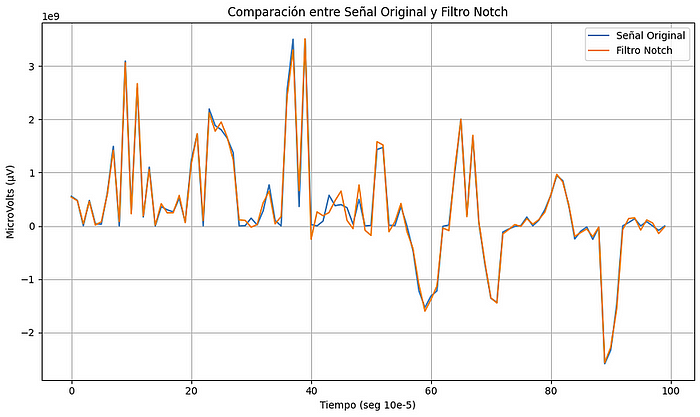 Comparación entre Señal Original y Filtro Notch
1e9
Señal Original
Filtro Notch
MicroVolts (µV)
3
2
1
0
−1
−2
0
20
40
60
80
100
Tiempo (seg 10e-5)